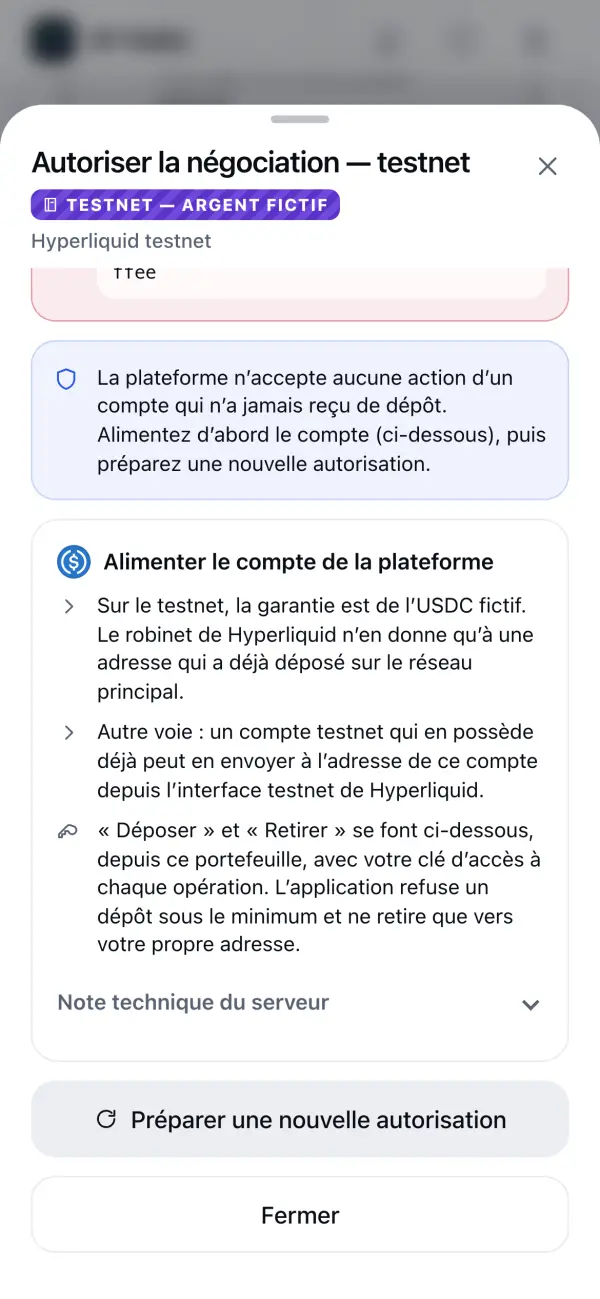 Autoriser la négociation — testnet
TESTNET — ARGENT FICTIF
Hyperliquid testnet
ffee
La plateforme n’accepte aucune action d’un
compte qui n’a jamais reçu de dépôt.
Alimentez d’abord le compte (ci-dessous), puis
préparez une nouvelle autorisation.
Alimenter le compte de la plateforme
Sur le testnet, la garantie est de l’USDC fictif.
Le robinet de Hyperliquid n’en donne qu’à une
adresse qui a déjà déposé sur le réseau
principal.
Autre voie : un compte testnet qui en possède
déjà peut en envoyer à l’adresse de ce compte
depuis l’interface testnet de Hyperliquid.
« Déposer » et « Retirer » se font ci-dessous,
depuis ce portefeuille, avec votre clé d’accès à
chaque opération. L’application refuse un
dépôt sous le minimum et ne retire que vers
votre propre adresse.
Note technique du serveur
Préparer une nouvelle autorisation
Fermer